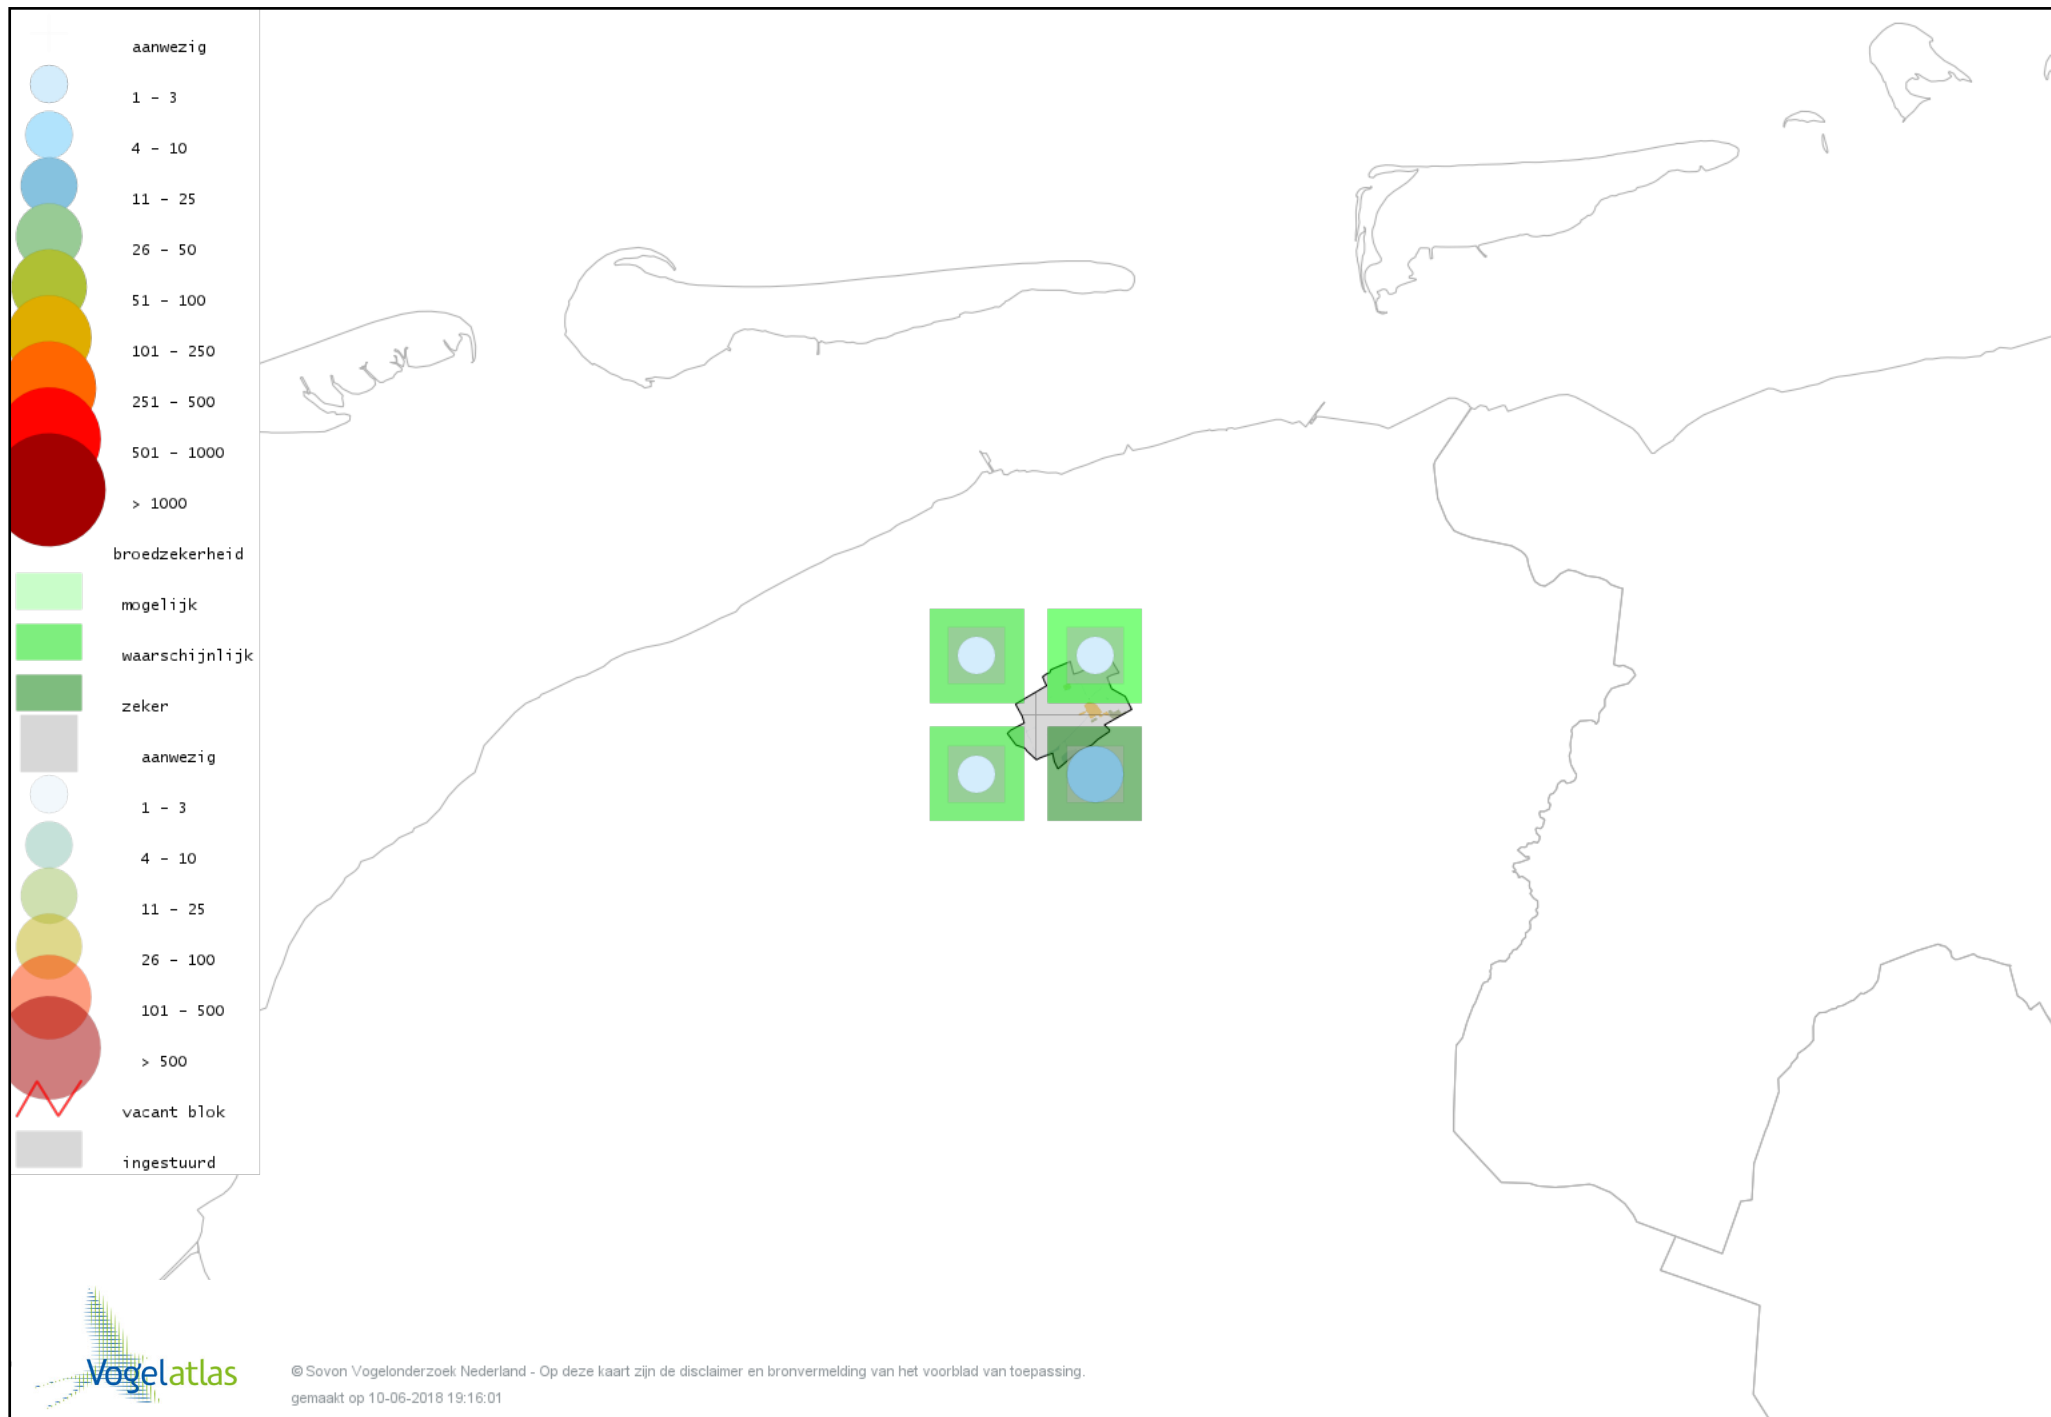 aanwezig
1 - 3
4 - 10
11 - 25
26 - 50
51 - 100
101 - 250
251 - 500
501 - 1000
> 1000
broedzekerheid
mogelijk
waarschijnlijk
zeker
aanwezig
1 - 3
4 - 10
11 - 25
26 - 100
101 - 500
> 500
vacant blok
ingestuurd
Vogelatlas
© Sovon Vogelonderzoek Nederland - Op deze kaart zijn de disclaimer en bronvermelding van het voorblad van toepassing.
gemaakt op 10-06-2018 19:16:01